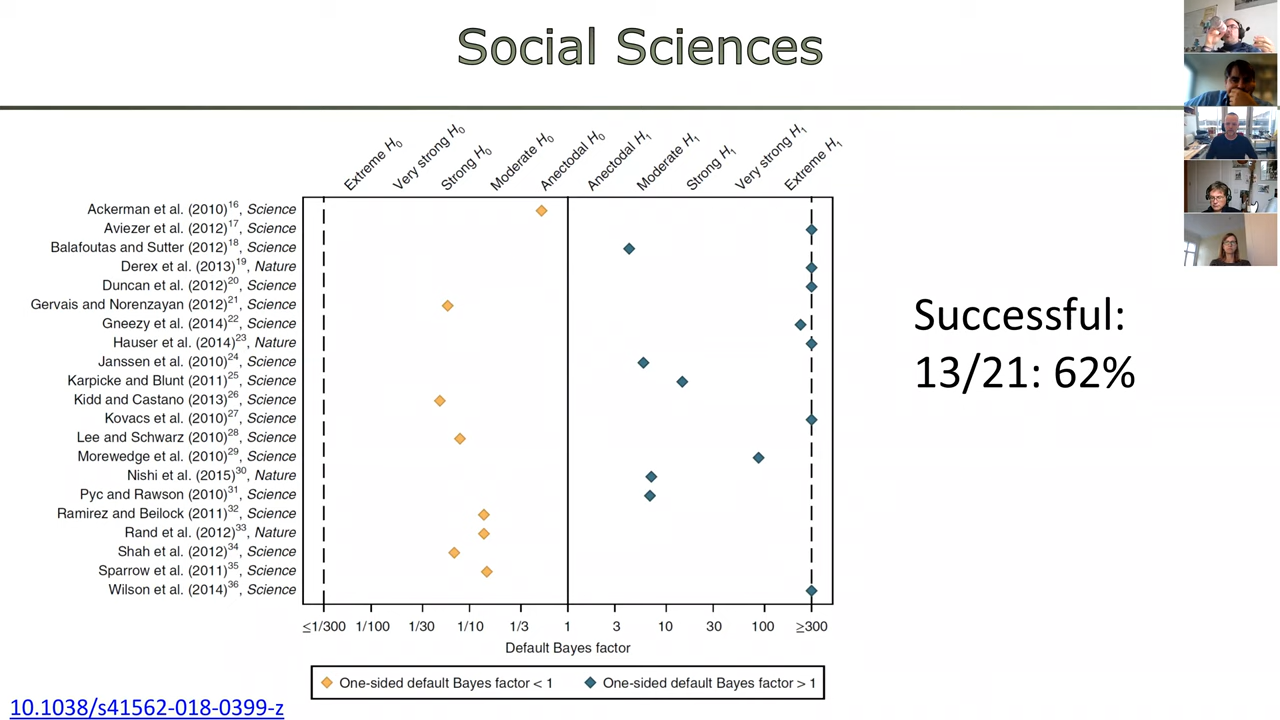 Social Sciences
Extreme H0
Very strong H0
Strong H0
Moderate H0
Anectodal H0
Anectodal H1
Moderate H1
Strong H1
Very strong H1
Extreme H1
Ackerman et al. (2010)16, Science
Aviezer et al. (2012)17, Science
Balafoutas and Sutter (2012)18, Science
Derex et al. (2013)19, Nature
Duncan et al. (2012)20, Science
Gervais and Norenzayan (2012)21, Science
Gneezy et al. (2014)22, Science
Hauser et al. (2014)23, Nature
Janssen et al. (2010)24, Science
Karpicke and Blunt (2011)25, Science
Kidd and Castano (2013)26, Science
Kovacs et al. (2010)27, Science
Lee and Schwarz (2010)28, Science
Morewedge et al. (2010)29, Science
Nishi et al. (2015)30, Nature
Pyc and Rawson (2010)31, Science
Ramirez and Beilock (2011)32, Science
Rand et al. (2012)33, Nature
Shah et al. (2012)34, Science
Sparrow et al. (2011)35, Science
Wilson et al. (2014)36, Science
≤1/300 1/100 1/30 1/10 1/3 1 3 10 30 100 ≥300
Default Bayes factor
One-sided default Bayes factor < 1 One-sided default Bayes factor > 1
Successful:
13/21: 62%
10.1038/s41562-018-0399-z